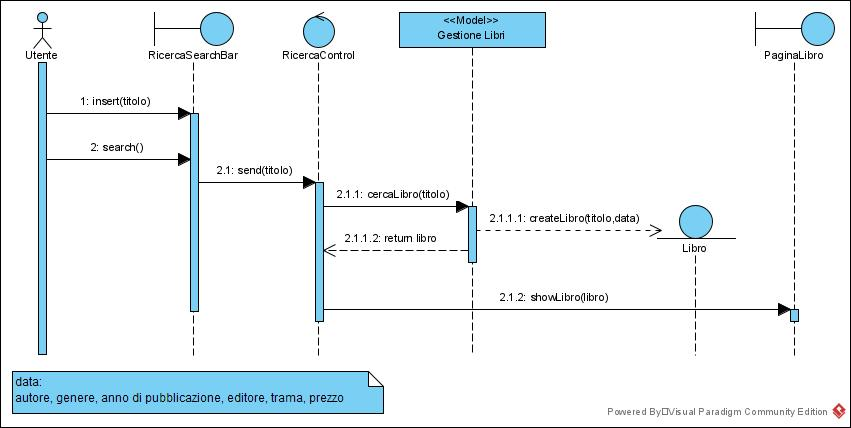 <<Model>>
Gestione Libri
Utente
RicercaSearchBar
RicercaControl
PaginaLibro
1: insert(titolo)
2: search()
2.1: send(titolo)
2.1.1: cercaLibro(titolo)
2.1.1.1: createLibro(titolo,data)
2.1.1.2: return libro
Libro
2.1.2: showLibro(libro)
data:
autore, genere, anno di pubblicazione, editore, trama, prezzo
Powered By□Visual Paradigm Community Edition